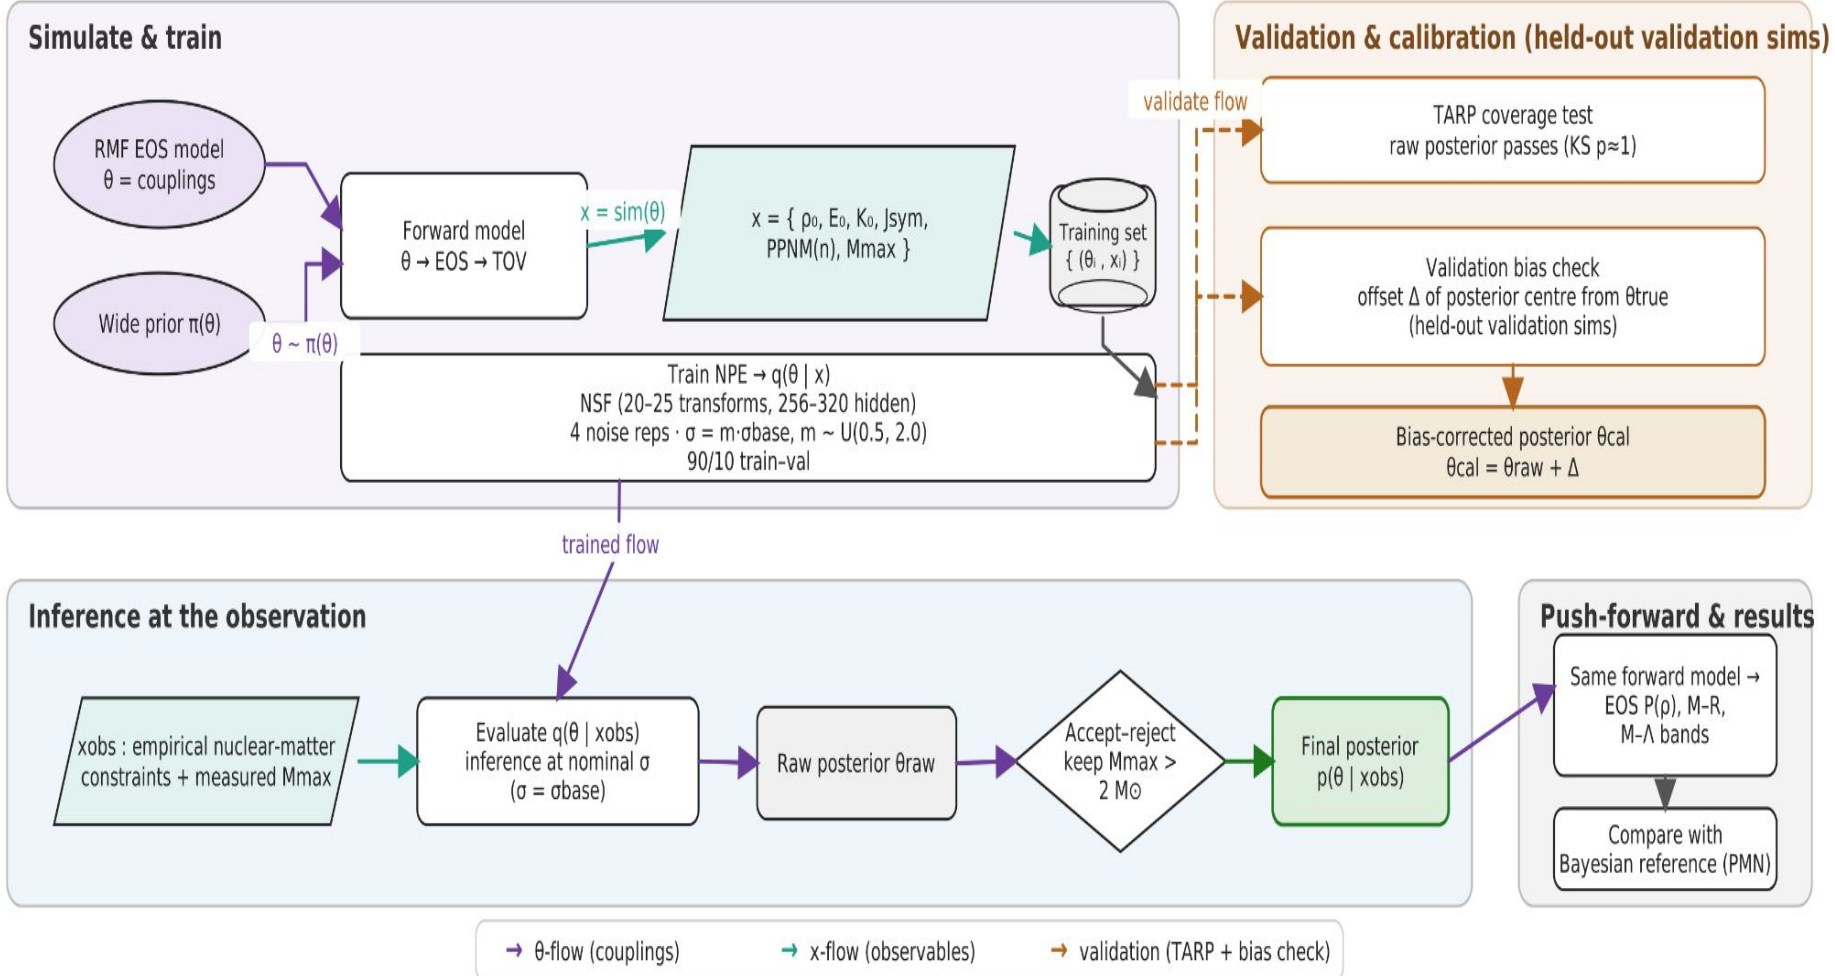 Simulate & train
RMF EOS model
θ = couplings
Wide prior π(θ)
θ ~ π(θ)
Forward model
θ → EOS → TOV
x = sim(θ)
x = { ρ₀, E₀, K₀, Jsym,
PPNM(n), Mmax }
Training set
{ (θᵢ , xᵢ) }
Train NPE → q(θ | x)
NSF (20–25 transforms, 256–320 hidden)
4 noise reps · σ = m·σbase, m ~ U(0.5, 2.0)
90/10 train–val
Validation & calibration (held-out validation sims)
validate flow
TARP coverage test
raw posterior passes (KS p≈1)
Validation bias check
offset Δ of posterior centre from θtrue
(held-out validation sims)
Bias-corrected posterior θcal
θcal = θraw + Δ
trained flow
Inference at the observation
xobs : empirical nuclear-matter
constraints + measured Mmax
Evaluate q(θ | xobs)
inference at nominal σ
(σ = σbase)
Raw posterior θraw
Accept–reject
keep Mmax >
2 M⊙
Final posterior
p(θ | xobs)
Push-forward & results
Same forward model →
EOS P(ρ), M–R,
M–Λ bands
Compare with
Bayesian reference (PMN)
→ θ-flow (couplings)
→ x-flow (observables)
→ validation (TARP + bias check)